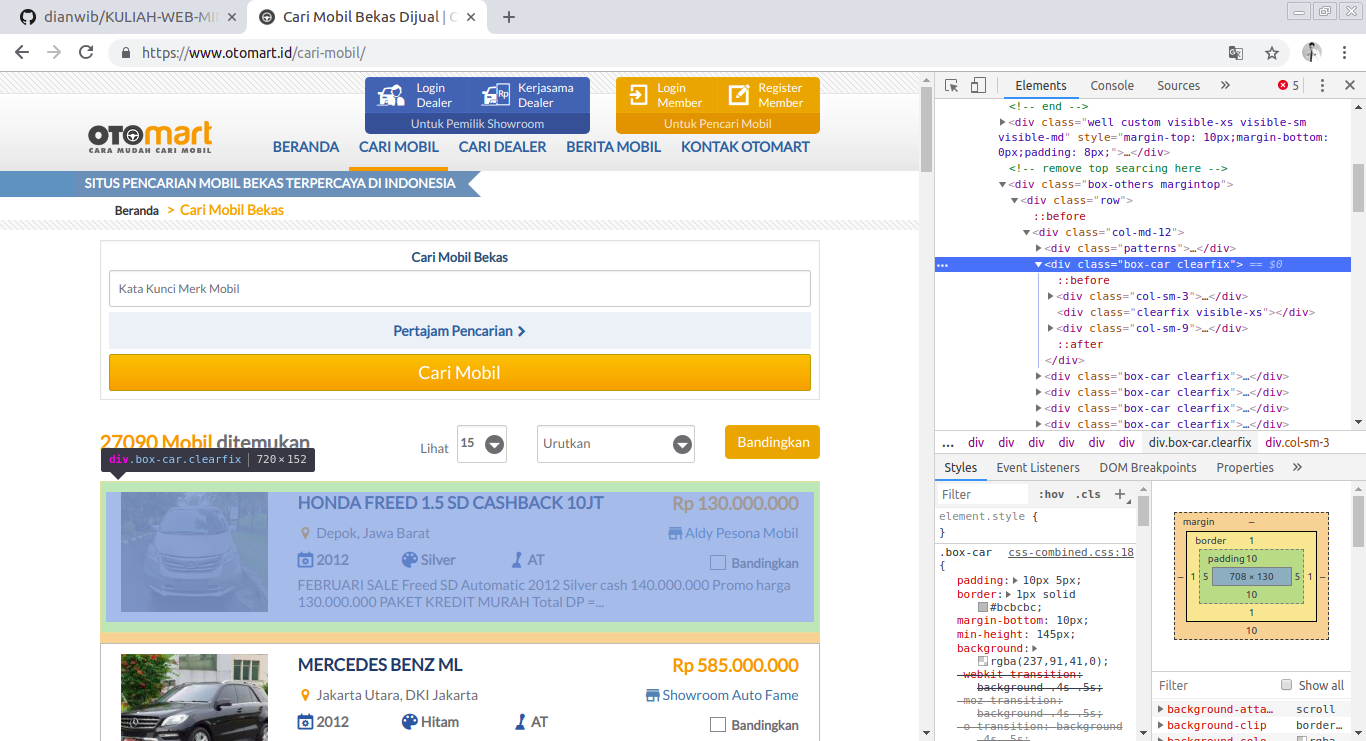 dianwib/KULIAH-WEB-MI
Cari Mobil Bekas Dijual | C
https://www.otomart.id/cari-mobil/
Login Dealer
Kerjasama Dealer
Untuk Pemilik Showroom
Login Member
Register Member
Untuk Pencari Mobil
OTOmart
CARA MUDAH CARI MOBIL
BERANDA CARI MOBIL CARI DEALER BERITA MOBIL KONTAK OTOMART
SITUS PENCARIAN MOBIL BEKAS TERPERCAYA DI INDONESIA
Beranda > Cari Mobil Bekas
Cari Mobil Bekas
Kata Kunci Merk Mobil
Pertajam Pencarian
Cari Mobil
27090 Mobil ditemukan
Lihat 15 Urutkan Bandingkan
div.box-car.clearfix | 720 × 152
HONDA FREED 1.5 SD CASHBACK 10JT Rp 130.000.000
Depok, Jawa Barat Aldy Pesona Mobil
2012 Silver AT Bandingkan
FEBRUARI SALE Freed SD Automatic 2012 Silver cash 140.000.000 Promo harga
130.000.000 PAKET KREDIT MURAH Total DP =...
MERCEDES BENZ ML Rp 585.000.000
Jakarta Utara, DKI Jakarta Showroom Auto Fame
2012 Hitam AT Bandingkan
Elements Console Sources » 5
<!-- end -->
<div class="well custom visible-xs visible-sm
visible-md" style="margin-top: 10px;margin-bottom:
0px;padding: 8px;">…</div>
<!-- remove top searcing here -->
<div class="box-others margintop">
<div class="row">
::before
<div class="col-md-12">
<div class="patterns">…</div>
<div class="box-car clearfix"> == $0
::before
<div class="col-sm-3">…</div>
<div class="clearfix visible-xs"></div>
<div class="col-sm-9">…</div>
::after
</div>
<div class="box-car clearfix">…</div>
<div class="box-car clearfix">…</div>
<div class="box-car clearfix">…</div>
<div class="box-car clearfix">…</div>
... div div div div div div div.box-car.clearfix div.col-sm-3
Styles Event Listeners DOM Breakpoints Properties »
Filter :hov .cls +
element.style {
}
.box-car css-combined.css:18
{
padding: 10px 5px;
border: 1px solid
#bcbcbc;
margin-bottom: 10px;
min-height: 145px;
background:
rgba(237,91,41,0);
-webkit-transition:
background .4s .5s;
-moz-transition:
background .4s .5s;
-o-transition: background
.4s .5s;
margin –
border 1
padding 10
– 1 5 708 × 130 5 1 –
10
1
10
Filter Show all
background-atta… scroll
background-clip border…
background-colo rgba